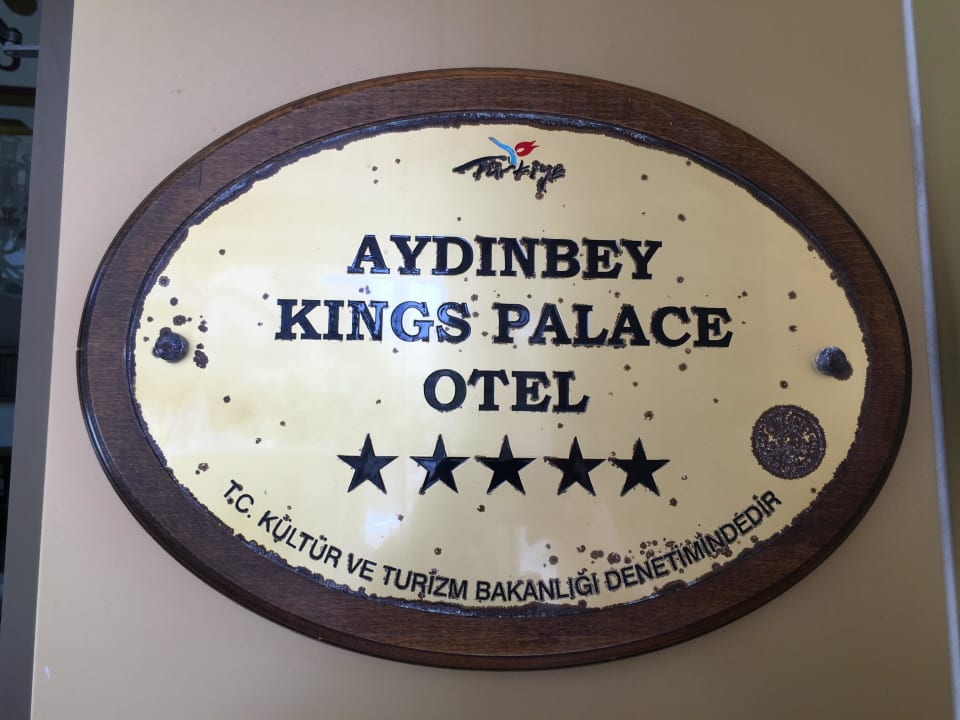 Türkiye
AYDINBEY
KINGS PALACE
OTEL
T.C. KÜLTÜR VE TURİZM BAKANLIĞI DENETİMİNDEDİR